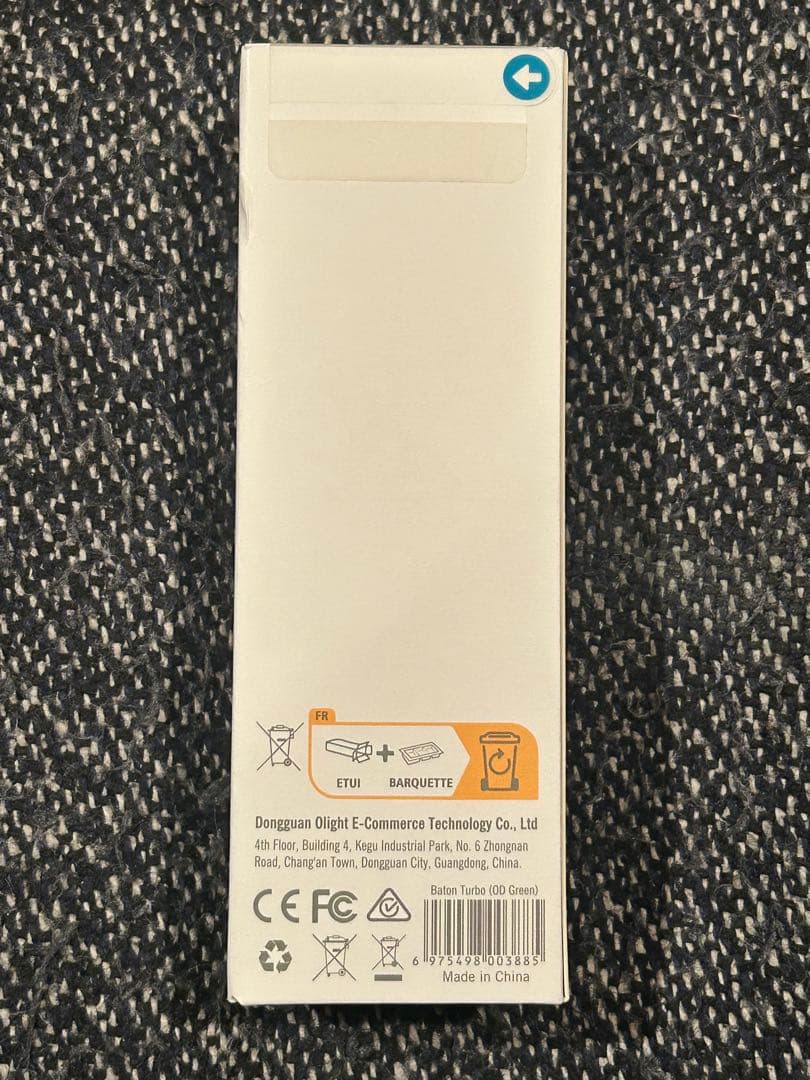 FR
ETUI
BARQUETTE
Dongguan Olight E-Commerce Technology Co., Ltd
4th Floor, Building 4, Kegu Industrial Park, No. 6 Zhongnan
Road, Chang'an Town, Dongguan City, Guangdong, China.
CE FC
Baton Turbo (OD Green)
6 975498 003885
Made in China